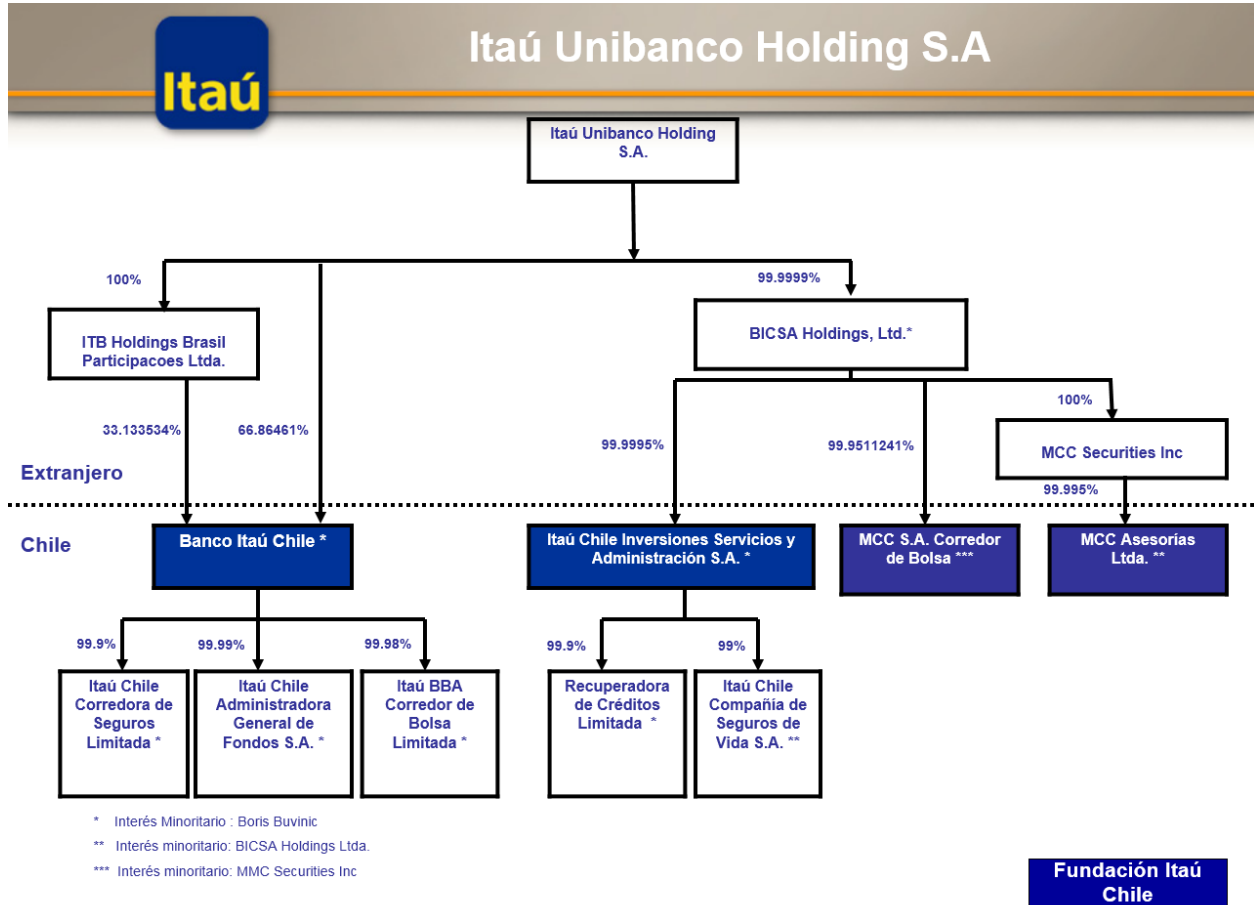 Itaú
Itaú Unibanco Holding S.A
Itaú Unibanco Holding
S.A.
100%
99.9999%
ITB Holdings Brasil
Participacoes Ltda.
BICSA Holdings, Ltd.*
33.133534%
66.86461%
99.9995%
99.9511241%
100%
MCC Securities Inc
99.995%
Extranjero
Chile
Banco Itaú Chile *
Itaú Chile Inversiones Servicios y
Administración S.A. *
MCC S.A. Corredor
de Bolsa ***
MCC Asesorías
Ltda. **
99.9%
99.99%
99.98%
99.9%
99%
Itaú Chile
Corredora de
Seguros
Limitada *
Itaú Chile
Administradora
General de
Fondos S.A. *
Itaú BBA
Corredor de
Bolsa
Limitada *
Recuperadora
de Créditos
Limitada *
Itaú Chile
Compañía de
Seguros de
Vida S.A. **
* Interés Minoritario : Boris Buvinic
** Interés minoritario: BICSA Holdings Ltda.
*** Interés minoritario: MMC Securities Inc
Fundación Itaú
Chile